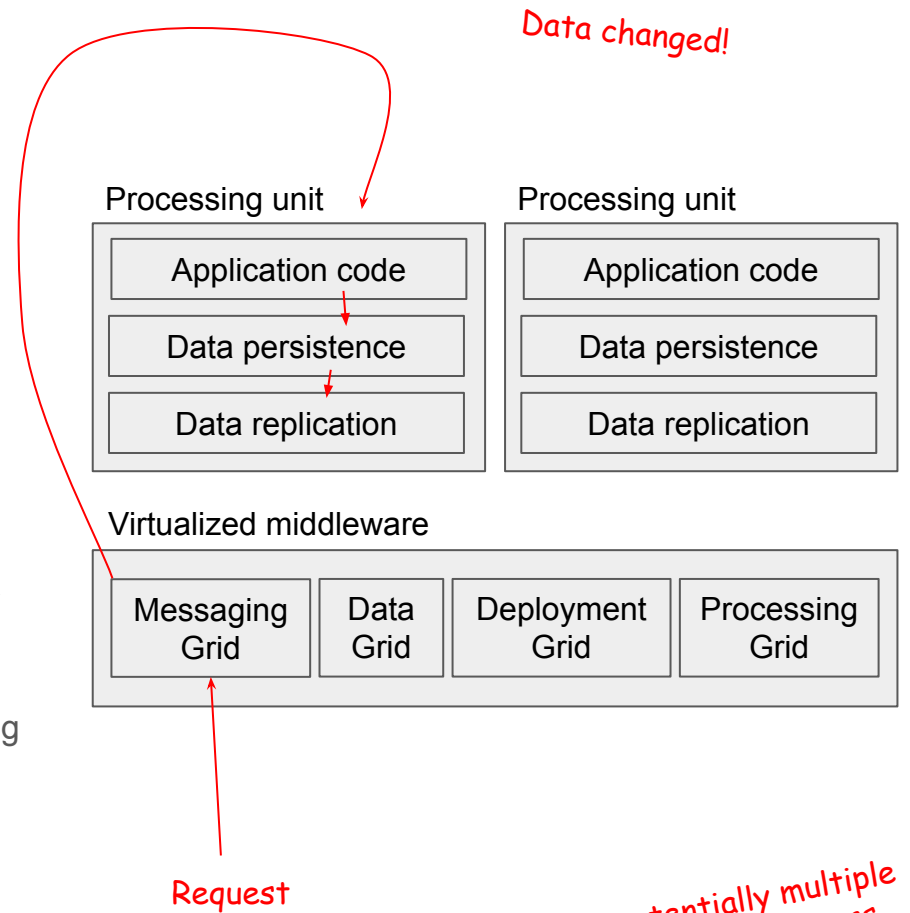 Data changed!
Processing unit
Processing unit
Application code
Application code
Data persistence
Data persistence
Data replication
Data replication
Virtualized middleware
Messaging
Grid
Data
Grid
Deployment
Grid
Processing
Grid
g
Request
multiple